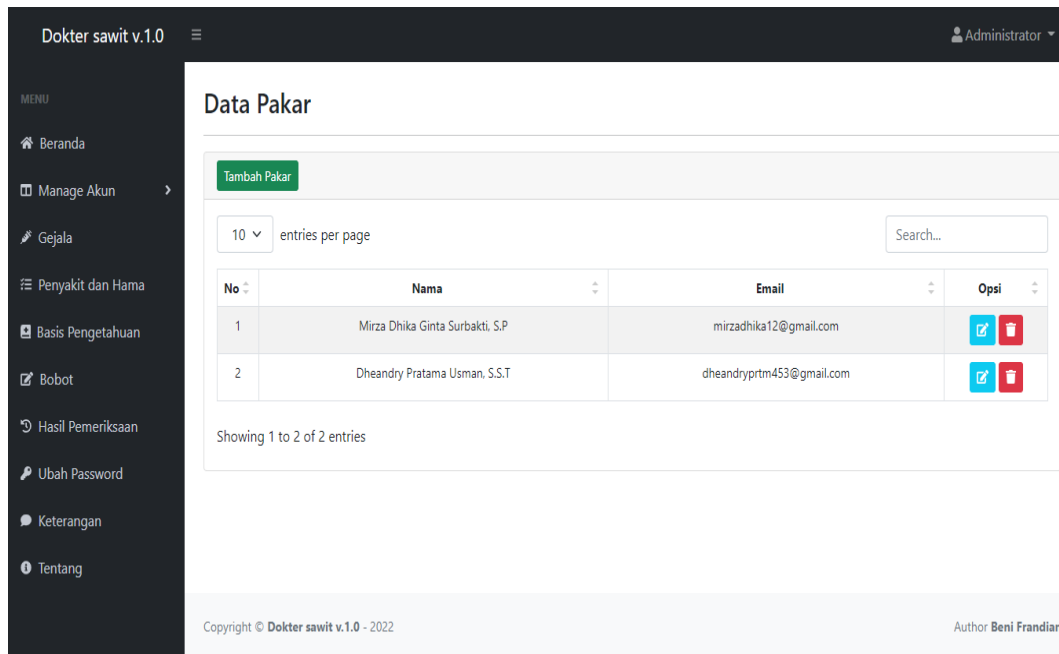 Dokter sawit v.1.0
Administrator
MENU
Beranda
Manage Akun
Gejala
Penyakit dan Hama
Basis Pengetahuan
Bobot
Hasil Pemeriksaan
Ubah Password
Keterangan
Tentang
Data Pakar
Tambah Pakar
10 entries per page
Search...
No Nama Email Opsi
1 Mirza Dhika Ginta Surbakti, S.P mirzadhika12@gmail.com
2 Dheandry Pratama Usman, S.S.T dheandryprtm453@gmail.com
Showing 1 to 2 of 2 entries
Copyright © Dokter sawit v.1.0 - 2022
Author Beni Frandian